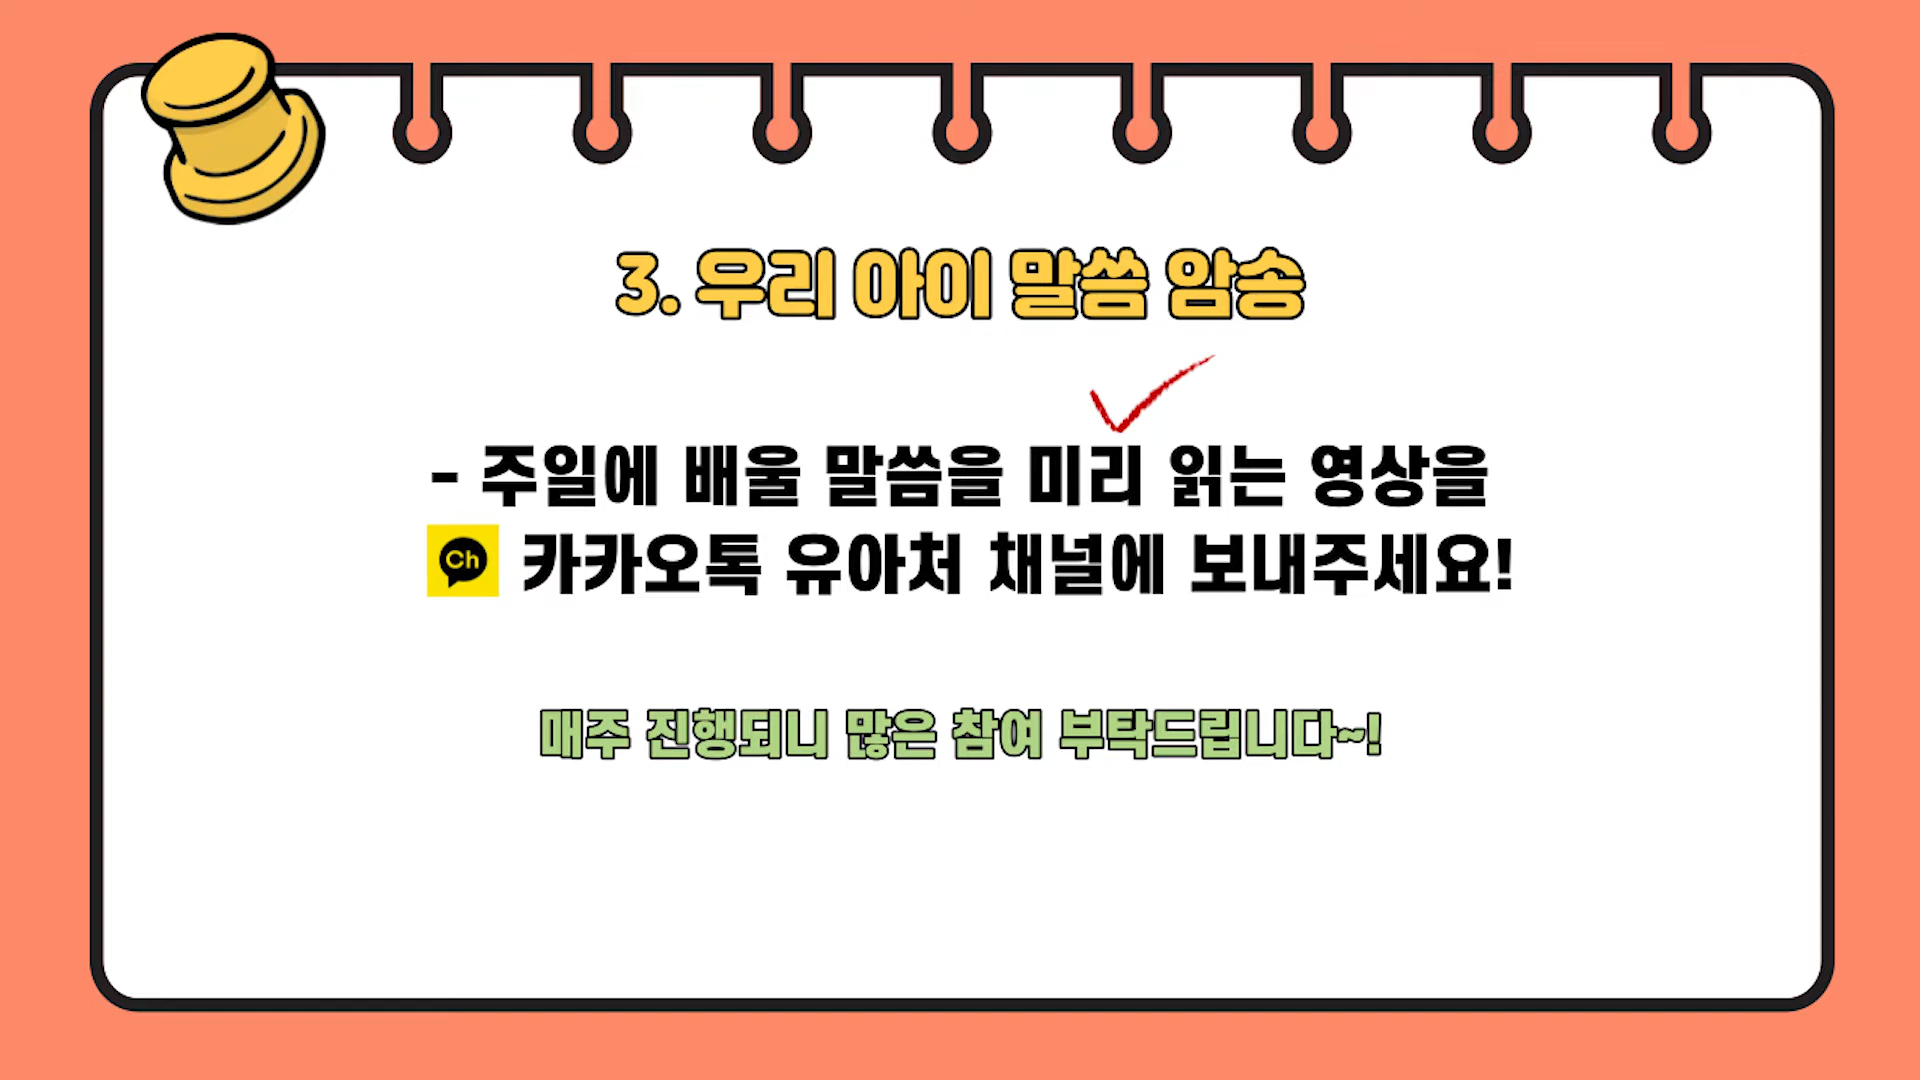 3. 우리 아이 말씀 암송
- 주일에 배울 말씀을 미리 읽는 영상을
Ch 카카오톡 유아처 채널에 보내주세요!
매주 진행되니 많은 참여 부탁드립니다~!